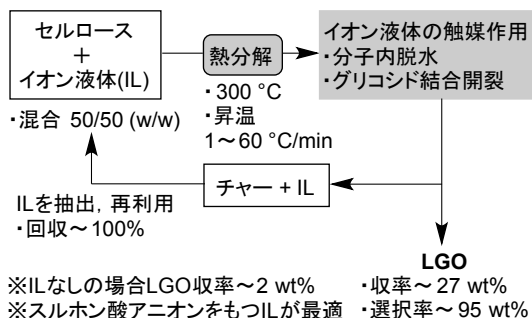 セルロース
＋
イオン液体(IL)
・混合 50/50 (w/w)
熱分解
・300 °C
・昇温
1～60 °C/min
イオン液体の触媒作用
・分子内脱水
・グリコシド結合開裂
チャー + IL
ILを抽出，再利用
・回収～100%
LGO
・収率～27 wt%
・選択率～95 wt%
※ILなしの場合LGO収率～2 wt%
※スルホン酸アニオンをもつILが最適